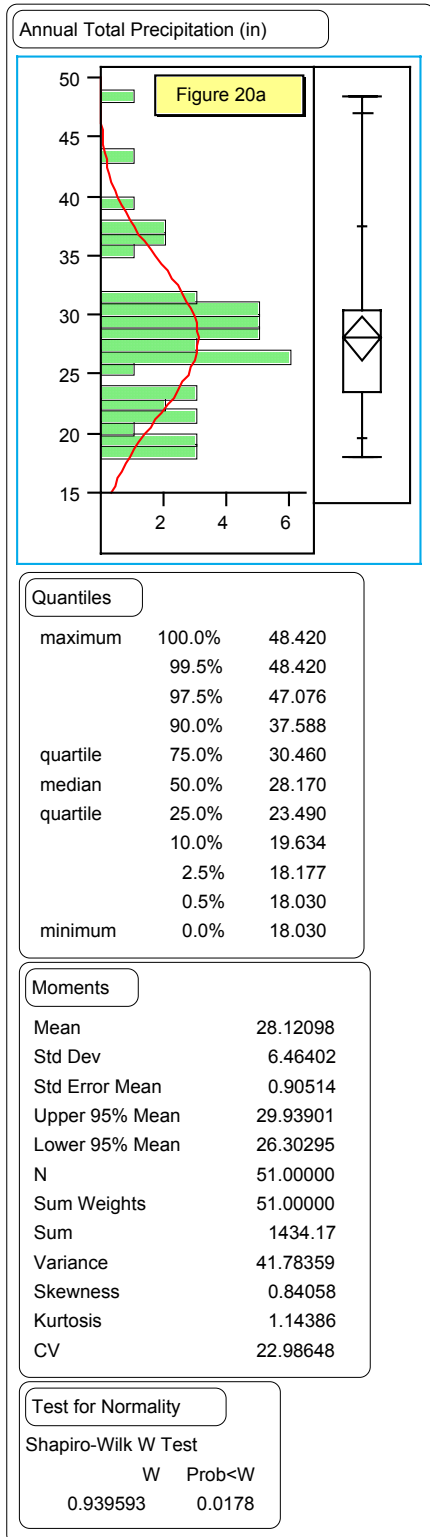 Annual Total Precipitation (in)
Figure 20a
50
45
40
35
30
25
20
15
2 4 6
Quantiles
maximum 100.0% 48.420
99.5% 48.420
97.5% 47.076
90.0% 37.588
quartile 75.0% 30.460
median 50.0% 28.170
quartile 25.0% 23.490
10.0% 19.634
2.5% 18.177
0.5% 18.030
minimum 0.0% 18.030
Moments
Mean 28.12098
Std Dev 6.46402
Std Error Mean 0.90514
Upper 95% Mean 29.93901
Lower 95% Mean 26.30295
N 51.00000
Sum Weights 51.00000
Sum 1434.17
Variance 41.78359
Skewness 0.84058
Kurtosis 1.14386
CV 22.98648
Test for Normality
Shapiro-Wilk W Test
W Prob<W
0.939593 0.0178